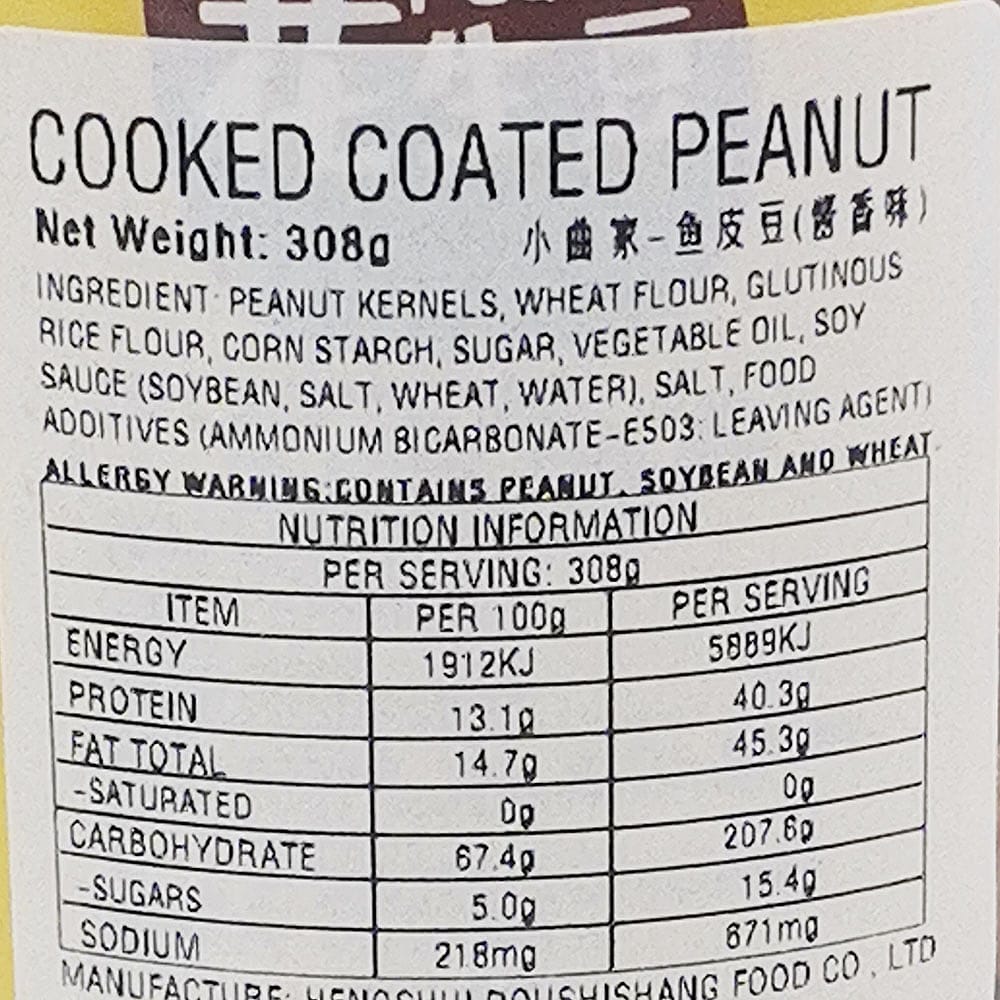 COOKED COATED PEANUT
Net Weight: 308g
小曲家-鱼皮豆(醬香味)
INGREDIENT: PEANUT KERNELS, WHEAT FLOUR, GLUTINOUS
RICE FLOUR, CORN STARCH, SUGAR, VEGETABLE OIL, SOY
SAUCE (SOYBEAN, SALT, WHEAT, WATER), SALT, FOOD
ADDITIVES (AMMONIUM BICARBONATE-E503: LEAVING AGENT)
ALLERGY WARNING:CONTAINS PEANUT, SOYBEAN AND WHEAT
NUTRITION INFORMATION
PER SERVING: 308g
ITEM PER 100g PER SERVING
ENERGY 1912KJ 5889KJ
PROTEIN 13.1g 40.3g
FAT TOTAL 14.7g 45.3g
-SATURATED 0g 0g
CARBOHYDRATE 67.4g 207.6g
-SUGARS 5.0g 15.4g
SODIUM 218mg 671mg
MANUFACTURE: HENGSHUI DOUSHISHANG FOOD CO., LTD